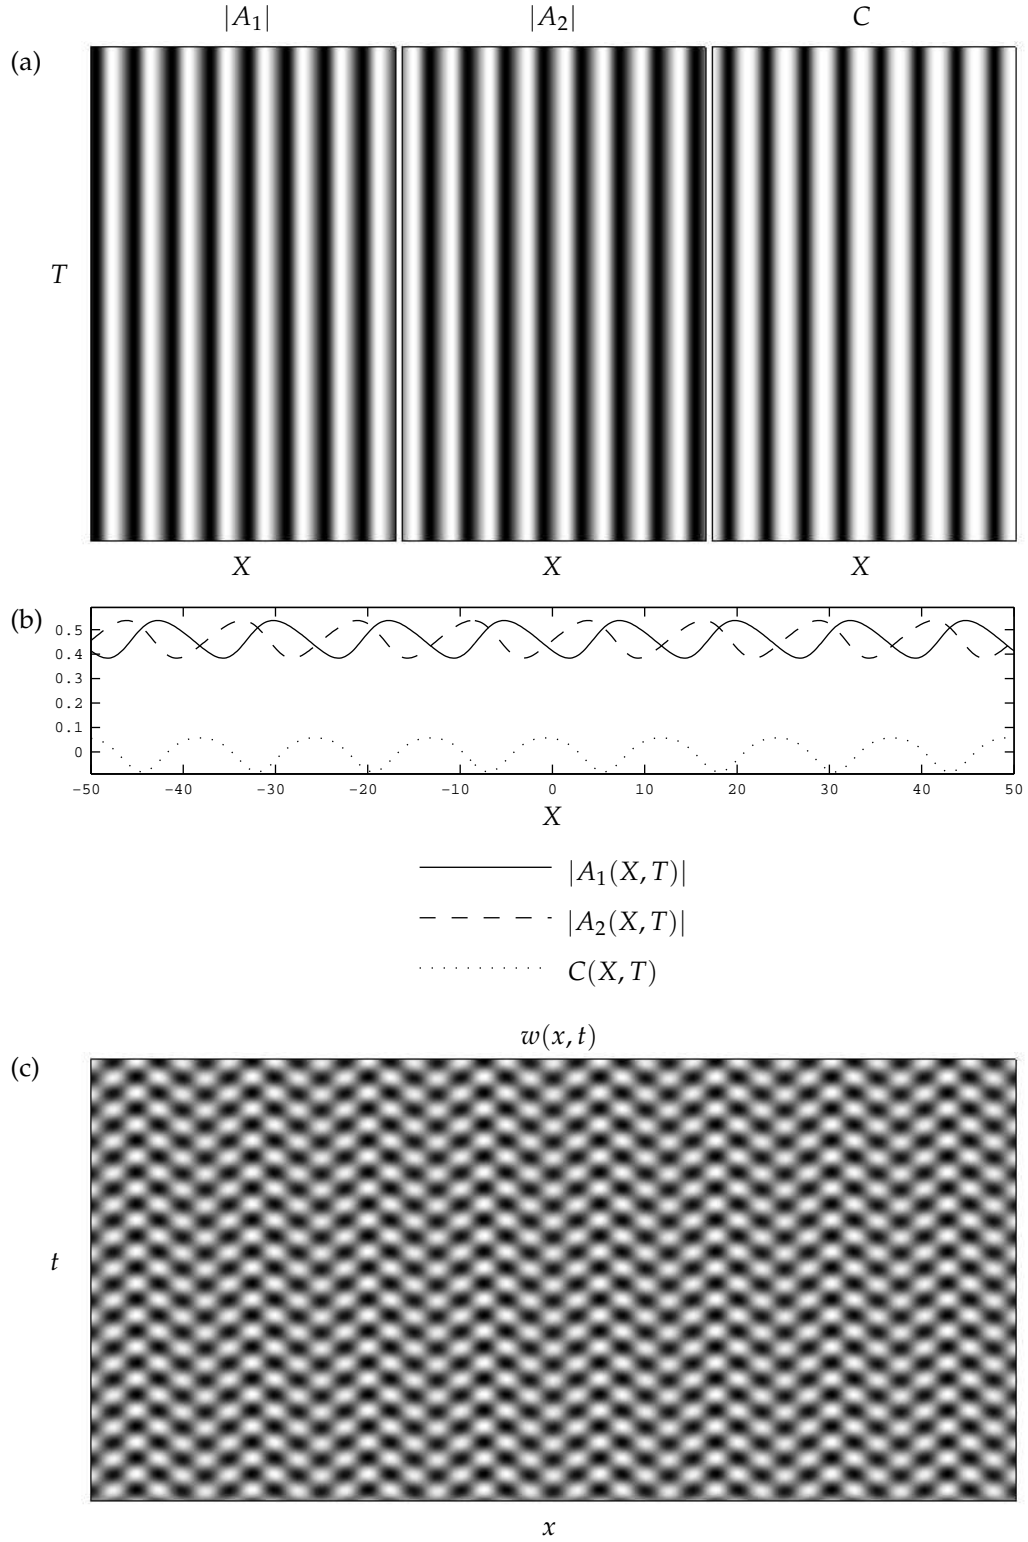 |A₁| |A₂| C
(a)
T
X X X
(b)
0.5
0.4
0.3
0.2
0.1
0
−50 −40 −30 −20 −10 0 10 20 30 40 50
X
|A₁(X, T)|
|A₂(X, T)|
C(X, T)
w(x, t)
(c)
t
x